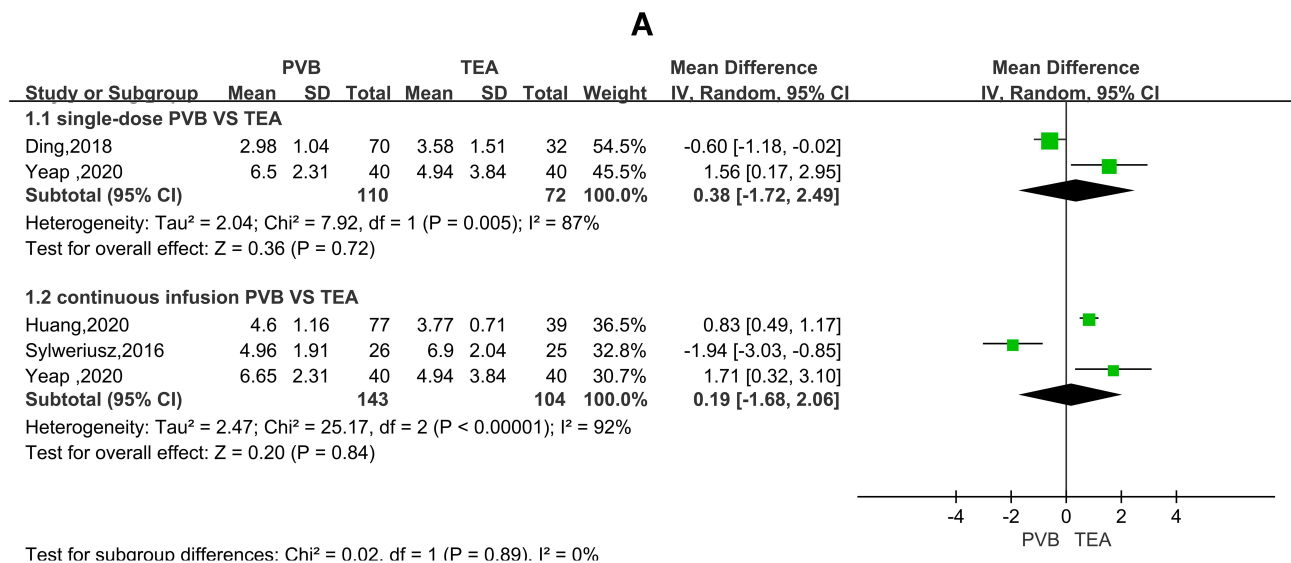 A
PVB TEA Mean Difference Mean Difference
Study or Subgroup Mean SD Total Mean SD Total Weight IV, Random, 95% CI IV, Random, 95% CI
1.1 single-dose PVB VS TEA
Ding,2018 2.98 1.04 70 3.58 1.51 32 54.5% -0.60 [-1.18, -0.02]
Yeap ,2020 6.5 2.31 40 4.94 3.84 40 45.5% 1.56 [0.17, 2.95]
Subtotal (95% CI) 110 72 100.0% 0.38 [-1.72, 2.49]
Heterogeneity: Tau² = 2.04; Chi² = 7.92, df = 1 (P = 0.005); I² = 87%
Test for overall effect: Z = 0.36 (P = 0.72)
1.2 continuous infusion PVB VS TEA
Huang,2020 4.6 1.16 77 3.77 0.71 39 36.5% 0.83 [0.49, 1.17]
Sylweriusz,2016 4.96 1.91 26 6.9 2.04 25 32.8% -1.94 [-3.03, -0.85]
Yeap ,2020 6.65 2.31 40 4.94 3.84 40 30.7% 1.71 [0.32, 3.10]
Subtotal (95% CI) 143 104 100.0% 0.19 [-1.68, 2.06]
Heterogeneity: Tau² = 2.47; Chi² = 25.17, df = 2 (P < 0.00001); I² = 92%
Test for overall effect: Z = 0.20 (P = 0.84)
-4 -2 0 2 4
PVB TEA
Test for subgroup differences: Chi² = 0.02, df = 1 (P = 0.89), I² = 0%